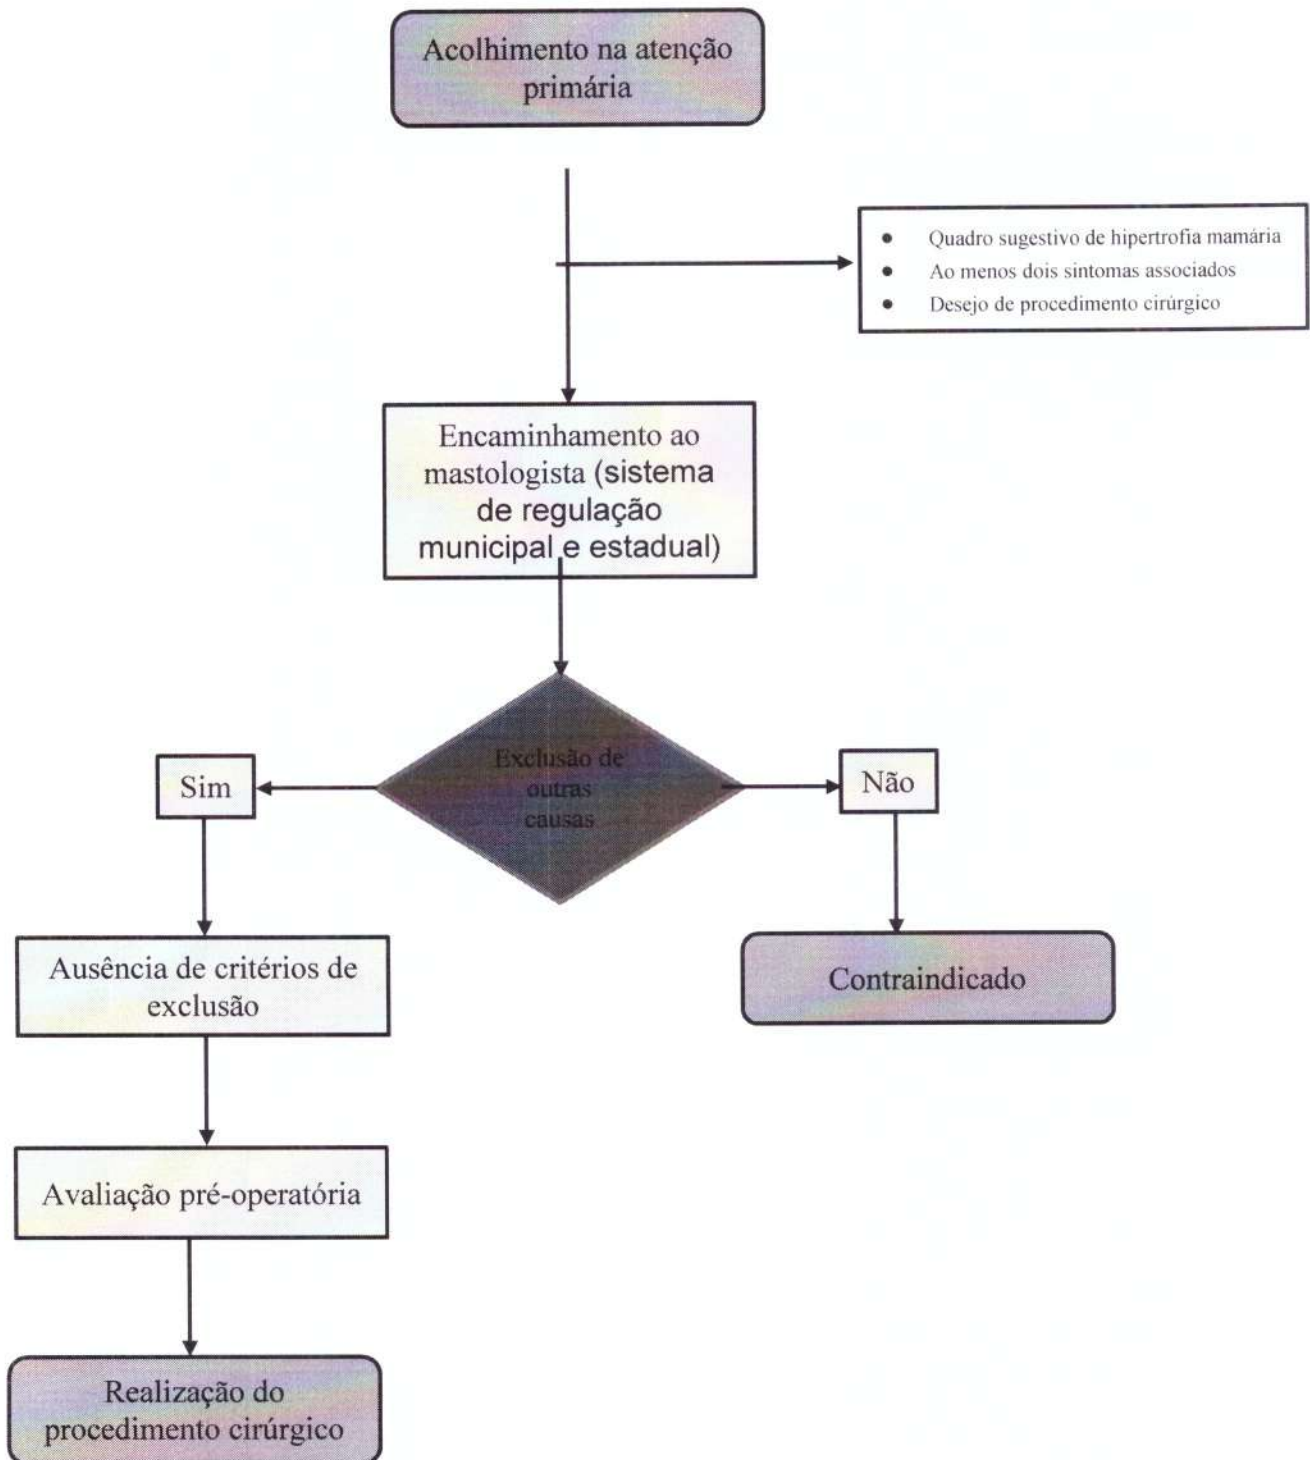 Acolhimento na atenção
primária
● Quadro sugestivo de hipertrofia mamária
● Ao menos dois sintomas associados
● Desejo de procedimento cirúrgico
Encaminhamento ao
mastologista (sistema
de regulação
municipal e estadual)
Exclusão de
outras
causas
Sim
Não
Ausência de critérios de
exclusão
Contraindicado
Avaliação pré-operatória
Realização do
procedimento cirúrgico